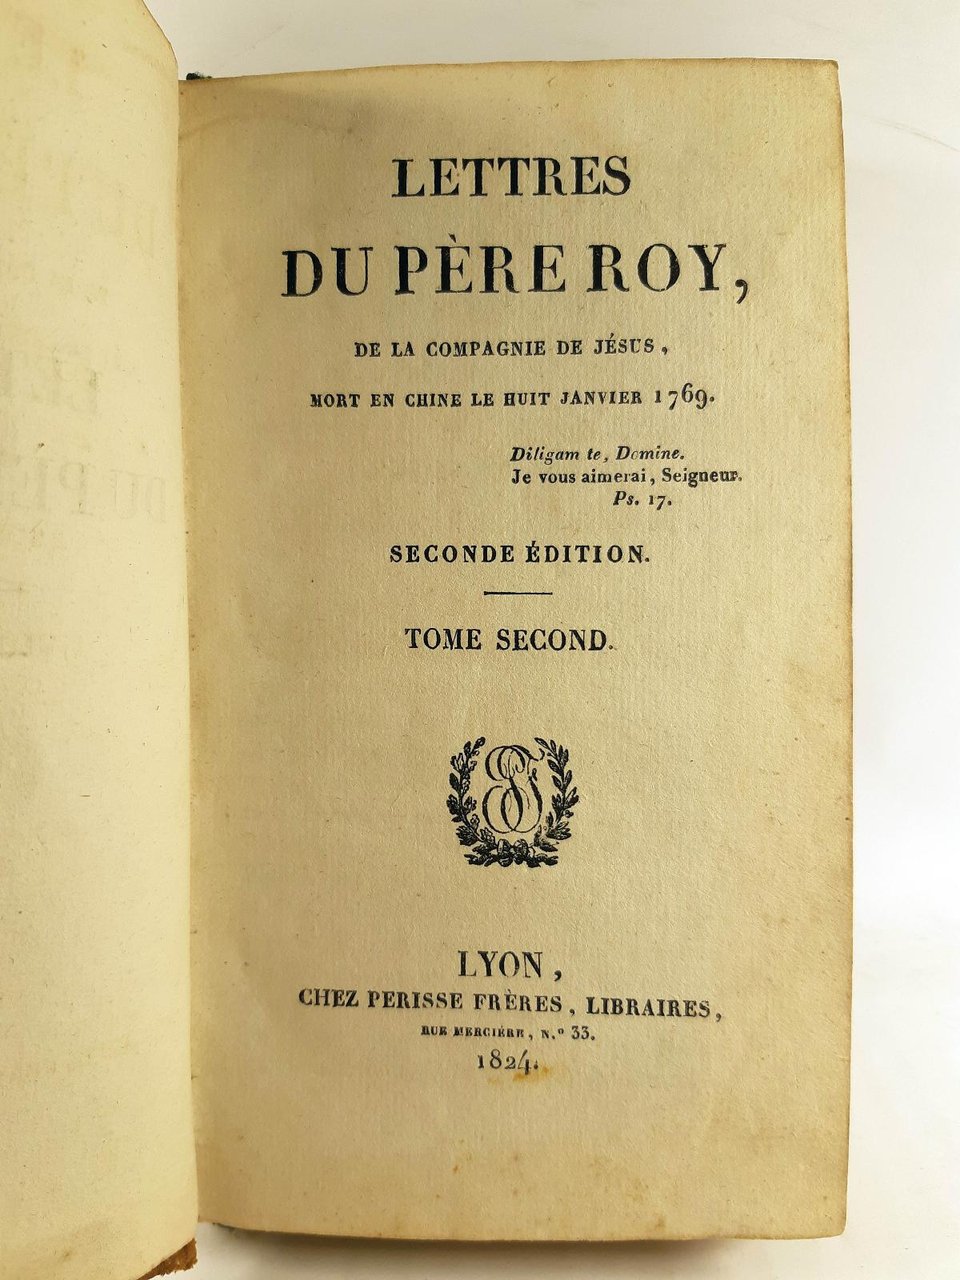 LETTRES
DU PÈRE ROY,
DE LA COMPAGNIE DE JÉSUS,
MORT EN CHINE LE HUIT JANVIER 1769.
Diligam te, Domine.
Je vous aimerai, Seigneur.
Ps. 17.
SECONDE ÉDITION.
TOME SECOND.
LYON,
CHEZ PERISSE FRÈRES, LIBRAIRES,
RUE MERCIÈRE, N.º 33.
1824.